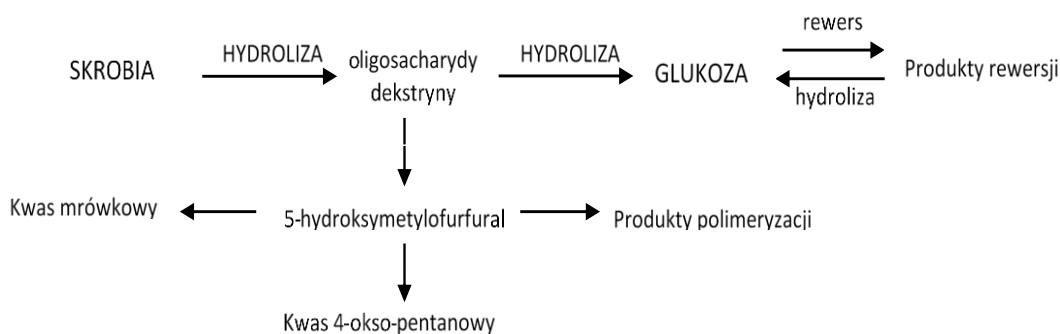 rewers
SKROBIA
HYDROLIZA
oligosacharydy
dekstryny
HYDROLIZA
GLUKOZA
Produkty rewersji
hydroliza
Kwas mrówkowy
5-hydroksymetylofurfural
Produkty polimeryzacji
Kwas 4-okso-pentanowy